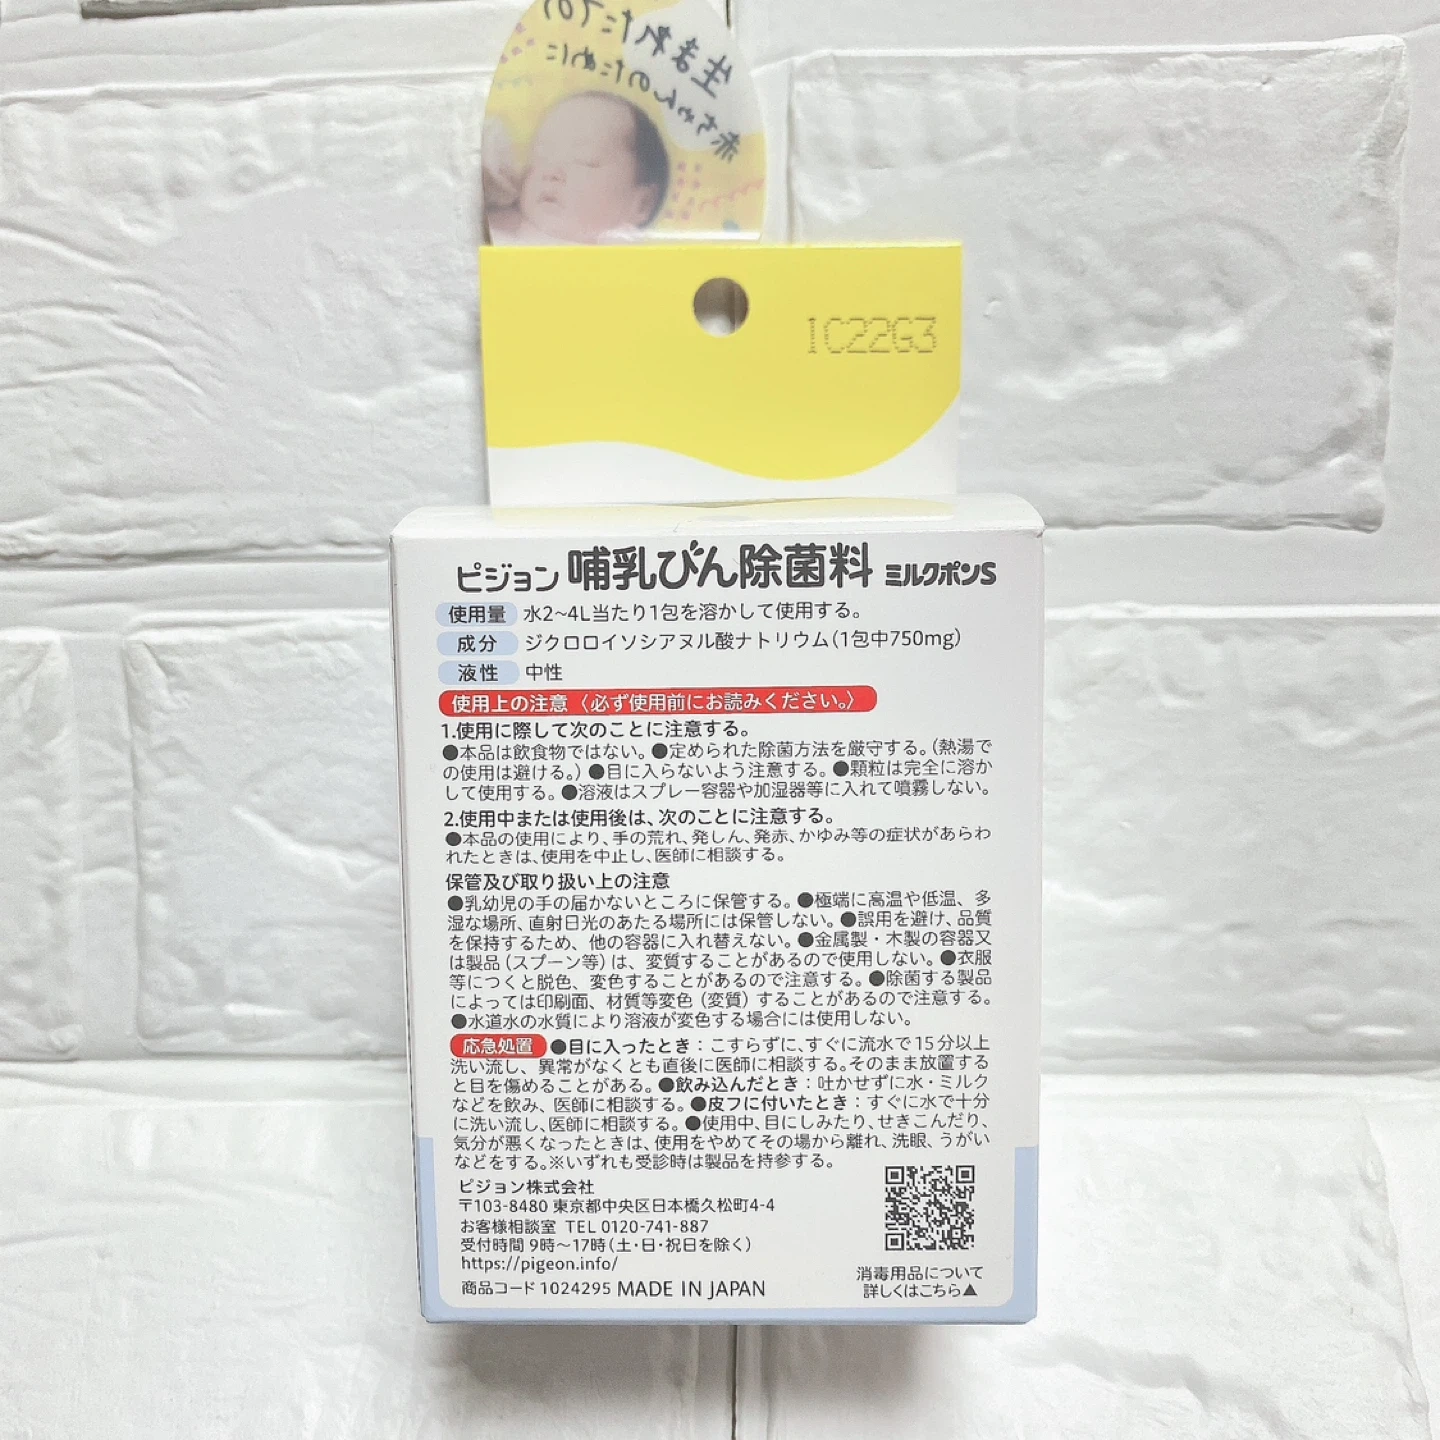 生まれたての
赤ちゃんのために
1C22G3
ピジョン 哺乳びん除菌料 ミルクポンS
使用量 水2~4L当たり1包を溶かして使用する。
成分 ジクロロイソシアヌル酸ナトリウム(1包中750mg)
液性 中性
使用上の注意〈必ず使用前にお読みください。〉
1.使用に際して次のことに注意する。
●本品は飲食物ではない。●定められた除菌方法を厳守する。(熱湯で
の使用は避ける。)●目に入らないよう注意する。●顆粒は完全に溶か
して使用する。●溶液はスプレー容器や加湿器等に入れて噴霧しない。
2.使用中または使用後は、次のことに注意する。
●本品の使用により、手の荒れ、発しん、発赤、かゆみ等の症状があらわ
れたときは、使用を中止し、医師に相談する。
保管及び取り扱い上の注意
●乳幼児の手の届かないところに保管する。●極端に高温や低温、多
湿な場所、直射日光のあたる場所には保管しない。●誤用を避け、品質
を保持するため、他の容器に入れ替えない。●金属製・木製の容器又
は製品(スプーン等)は、変質することがあるので使用しない。●衣服
等につくと脱色、変色することがあるので注意する。●除菌する製品
によっては印刷面、材質等変色(変質)することがあるので注意する。
●水道水の水質により溶液が変色する場合には使用しない。
応急処置 ●目に入ったとき：こすらずに、すぐに流水で15分以上
洗い流し、異常がなくとも直後に医師に相談する。そのまま放置する
と目を傷めることがある。●飲み込んだとき：吐かせずに水・ミルク
などを飲み、医師に相談する。●皮フに付いたとき：すぐに水で十分
に洗い流し、医師に相談する。●使用中、目にしみたり、せきこんだり、
気分が悪くなったときは、使用をやめてその場から離れ、洗眼、うがい
などをする。※いずれも受診時は製品を持参する。
ピジョン株式会社
〒103-8480 東京都中央区日本橋久松町4-4
お客様相談室 TEL 0120-741-887
受付時間 9時～17時(土・日・祝日を除く)
https://pigeon.info/
商品コード 1024295 MADE IN JAPAN
消毒用品について
詳しくはこちら▲